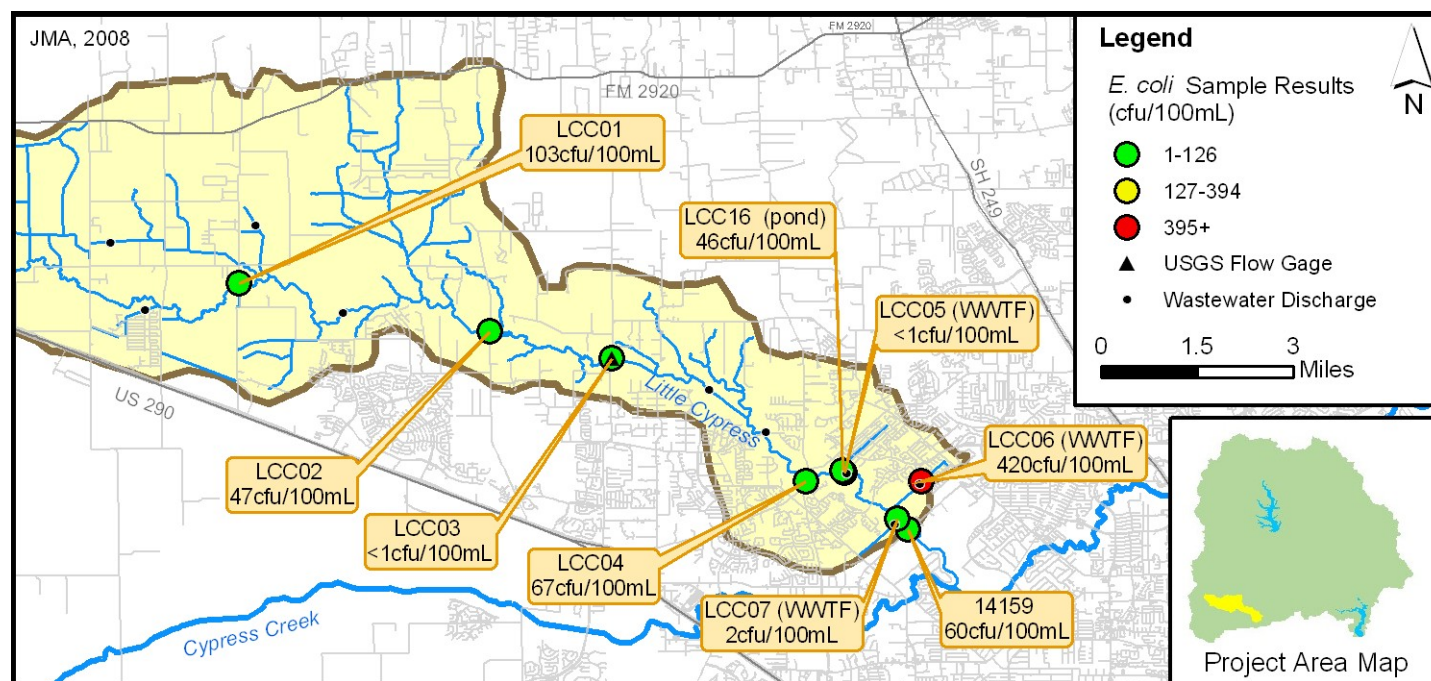 JMA, 2008
FM 2920
FM 2920
SH 249
US 290
LCC01
103cfu/100mL
LCC16 (pond)
46cfu/100mL
LCC05 (WWTF)
<1cfu/100mL
LCC06 (WWTF)
420cfu/100mL
Little Cypress
LCC02
47cfu/100mL
LCC03
<1cfu/100mL
LCC04
67cfu/100mL
LCC07 (WWTF)
2cfu/100mL
14159
60cfu/100mL
Cypress Creek
Legend
N
E. coli Sample Results
(cfu/100mL)
1-126
127-394
395+
USGS Flow Gage
Wastewater Discharge
0 1.5 3
Miles
Project Area Map